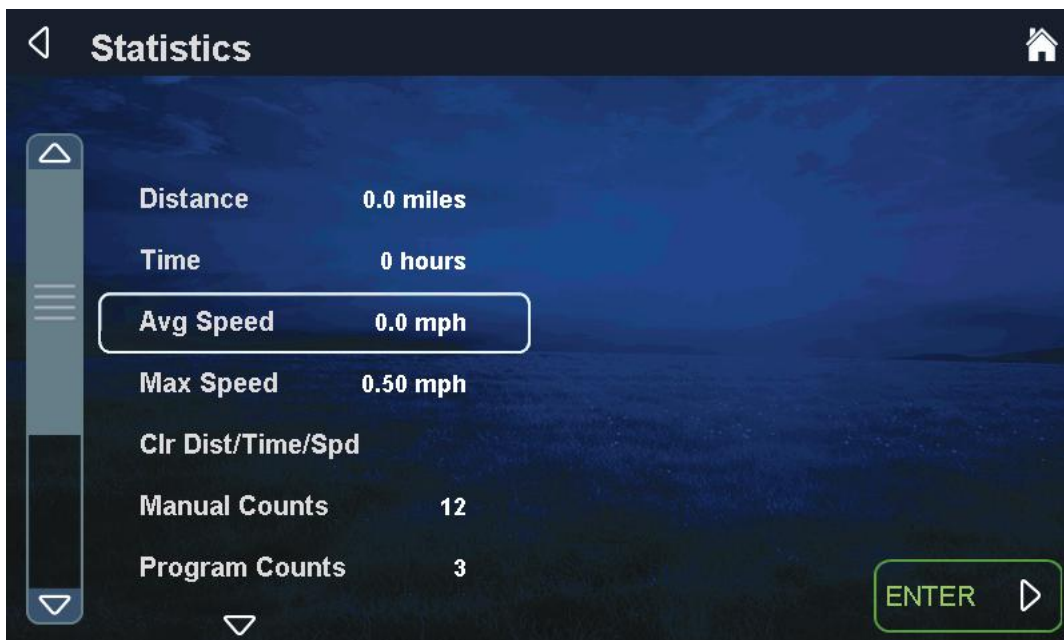 Statistics
Distance 0.0 miles
Time 0 hours
Avg Speed 0.0 mph
Max Speed 0.50 mph
Clr Dist/Time/Spd
Manual Counts 12
Program Counts 3
ENTER